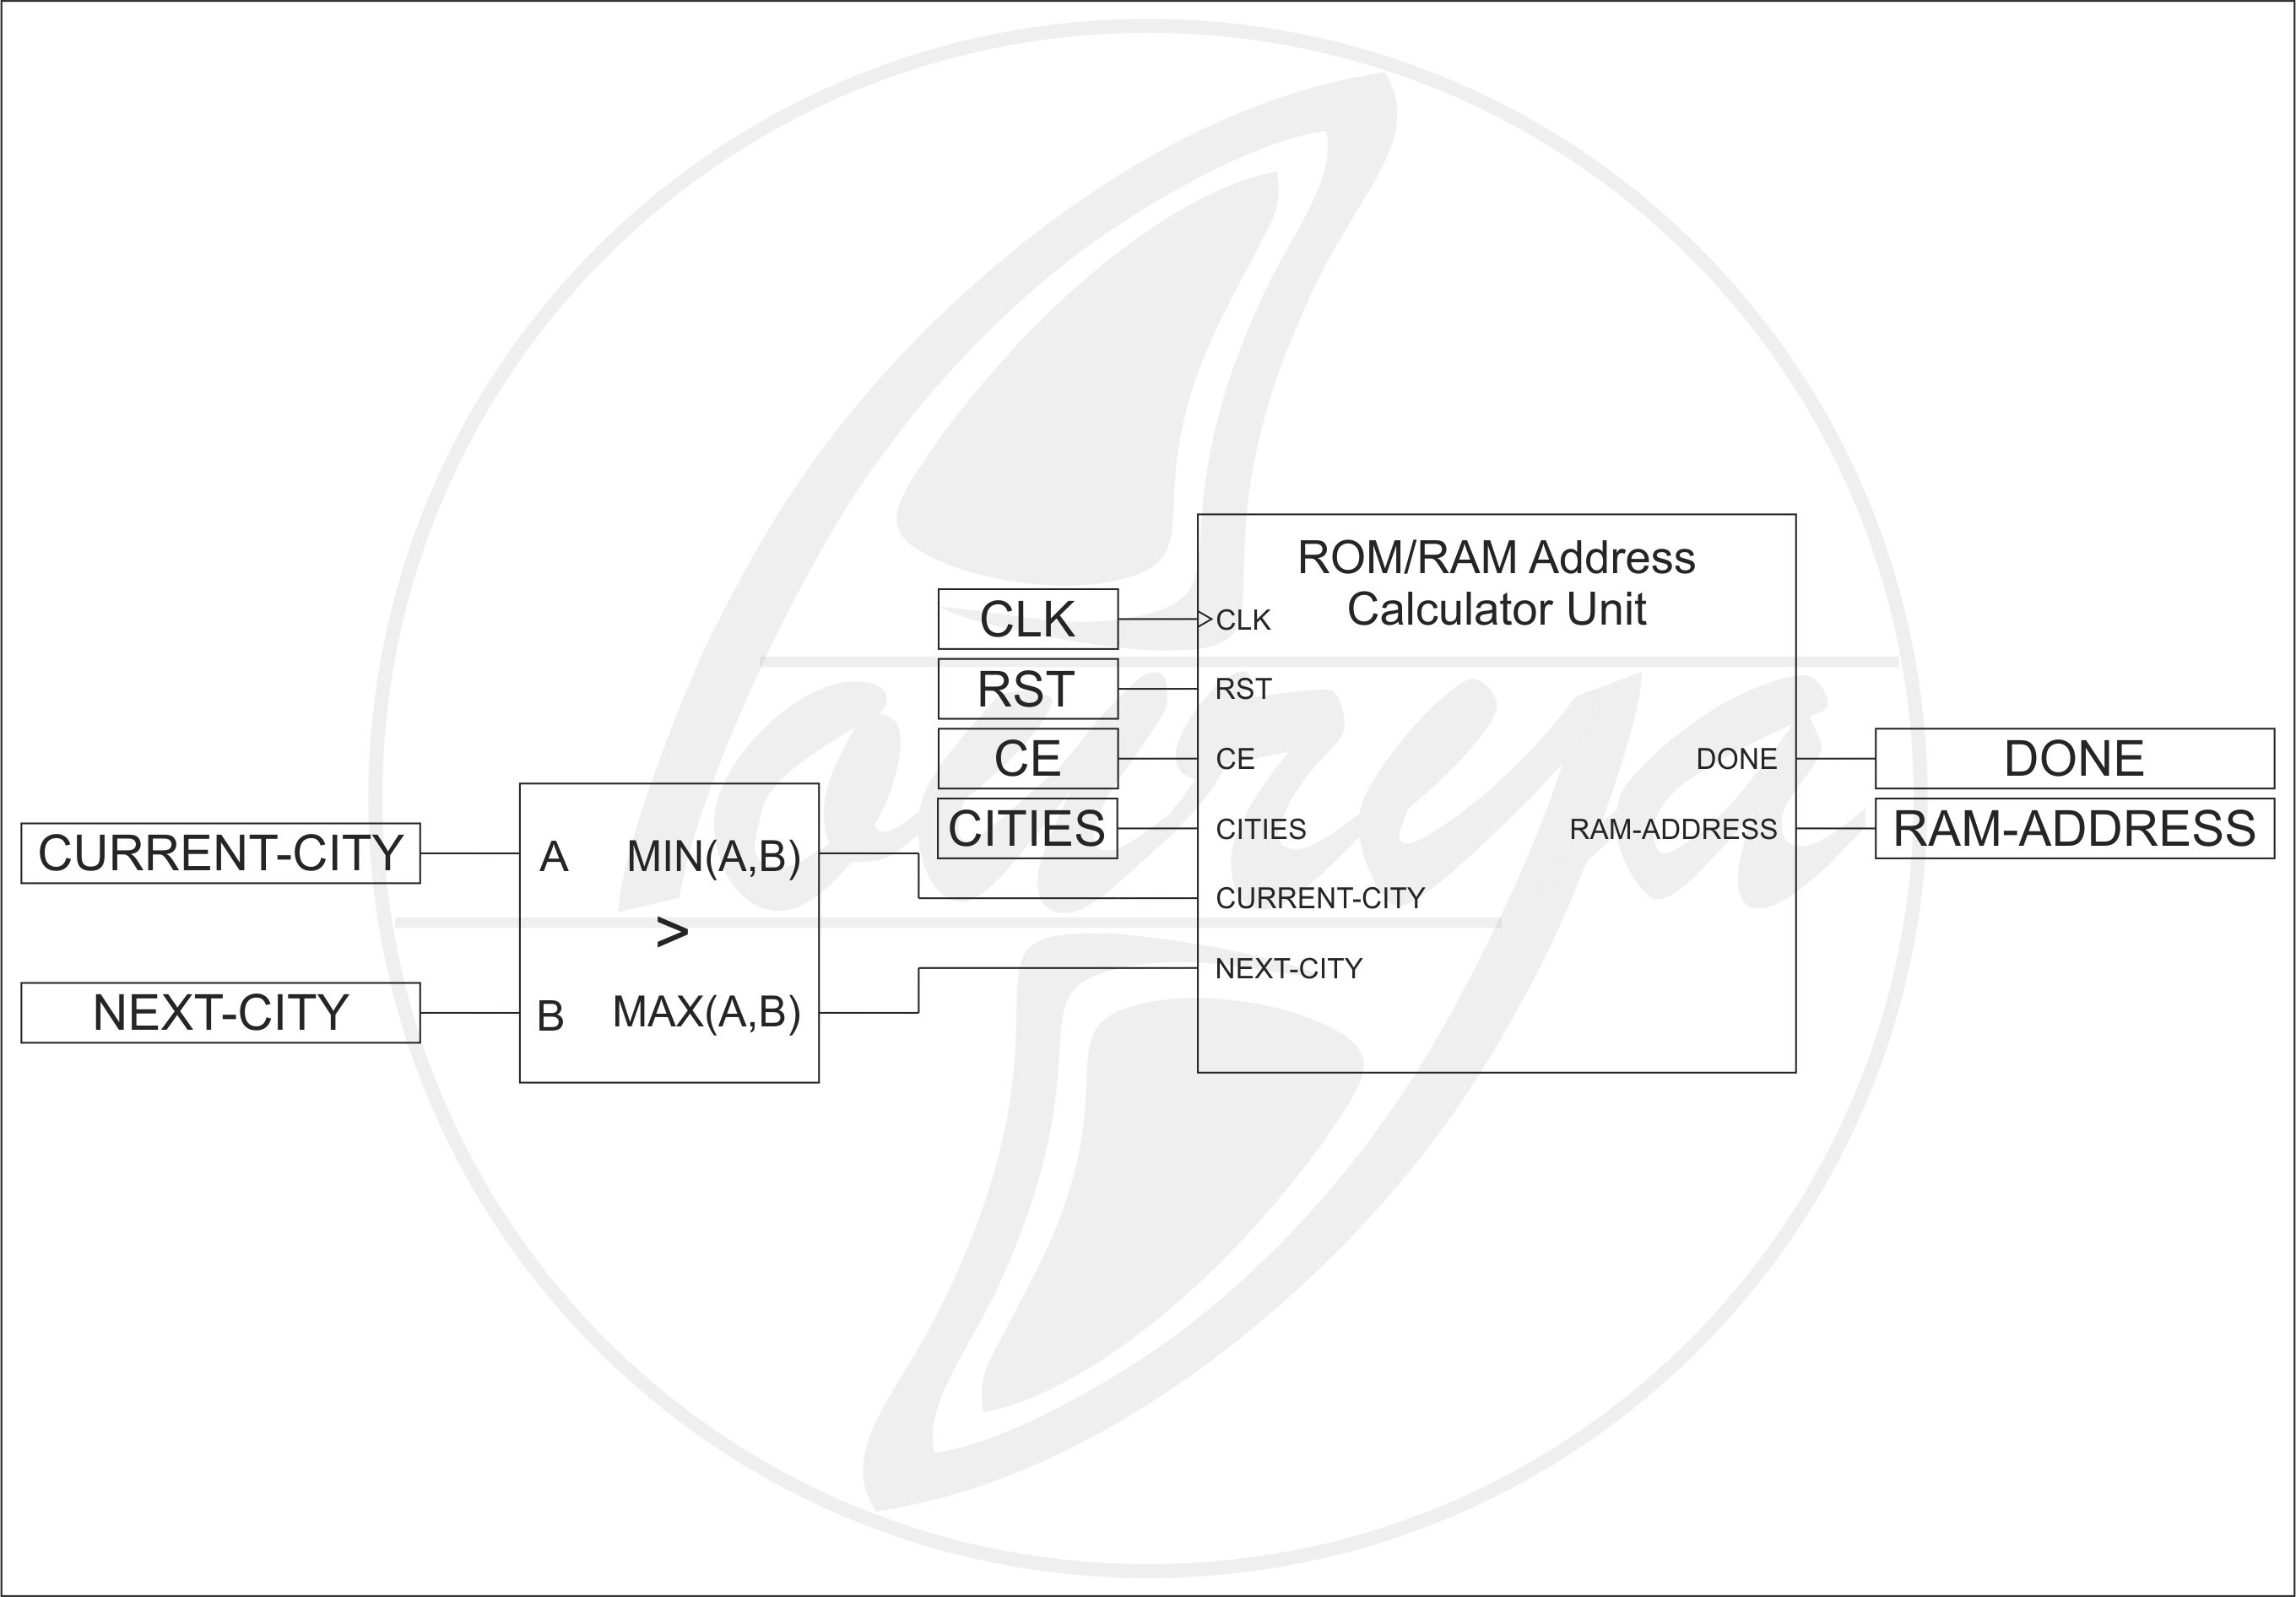 ROM/RAM Address
Calculator Unit
CLK
CLK
RST
RST
CE
CE
DONE
DONE
CITIES
CITIES
RAM-ADDRESS
RAM-ADDRESS
CURRENT-CITY
A
MIN(A,B)
CURRENT-CITY
>
NEXT-CITY
NEXT-CITY
B
MAX(A,B)